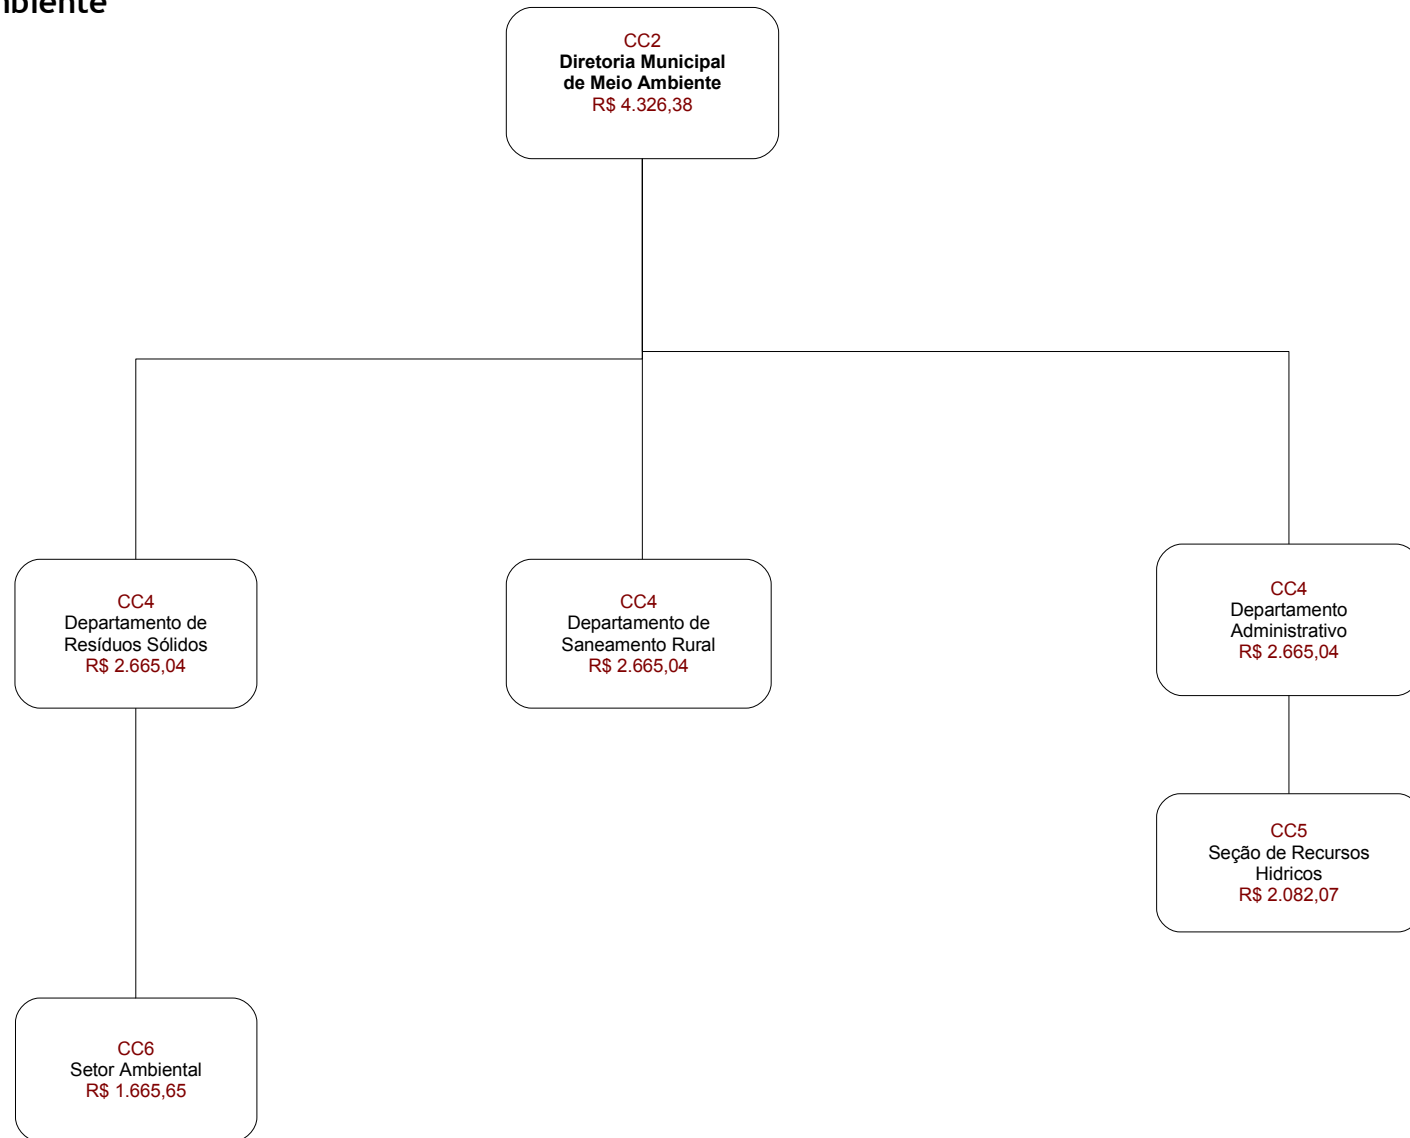 CC2
Diretoria Municipal
de Meio Ambiente
R$ 4.326,38
CC4
Departamento de
Resíduos Sólidos
R$ 2.665,04
CC4
Departamento de
Saneamento Rural
R$ 2.665,04
CC4
Departamento
Administrativo
R$ 2.665,04
CC5
Seção de Recursos
Hidricos
R$ 2.082,07
CC6
Setor Ambiental
R$ 1.665,65